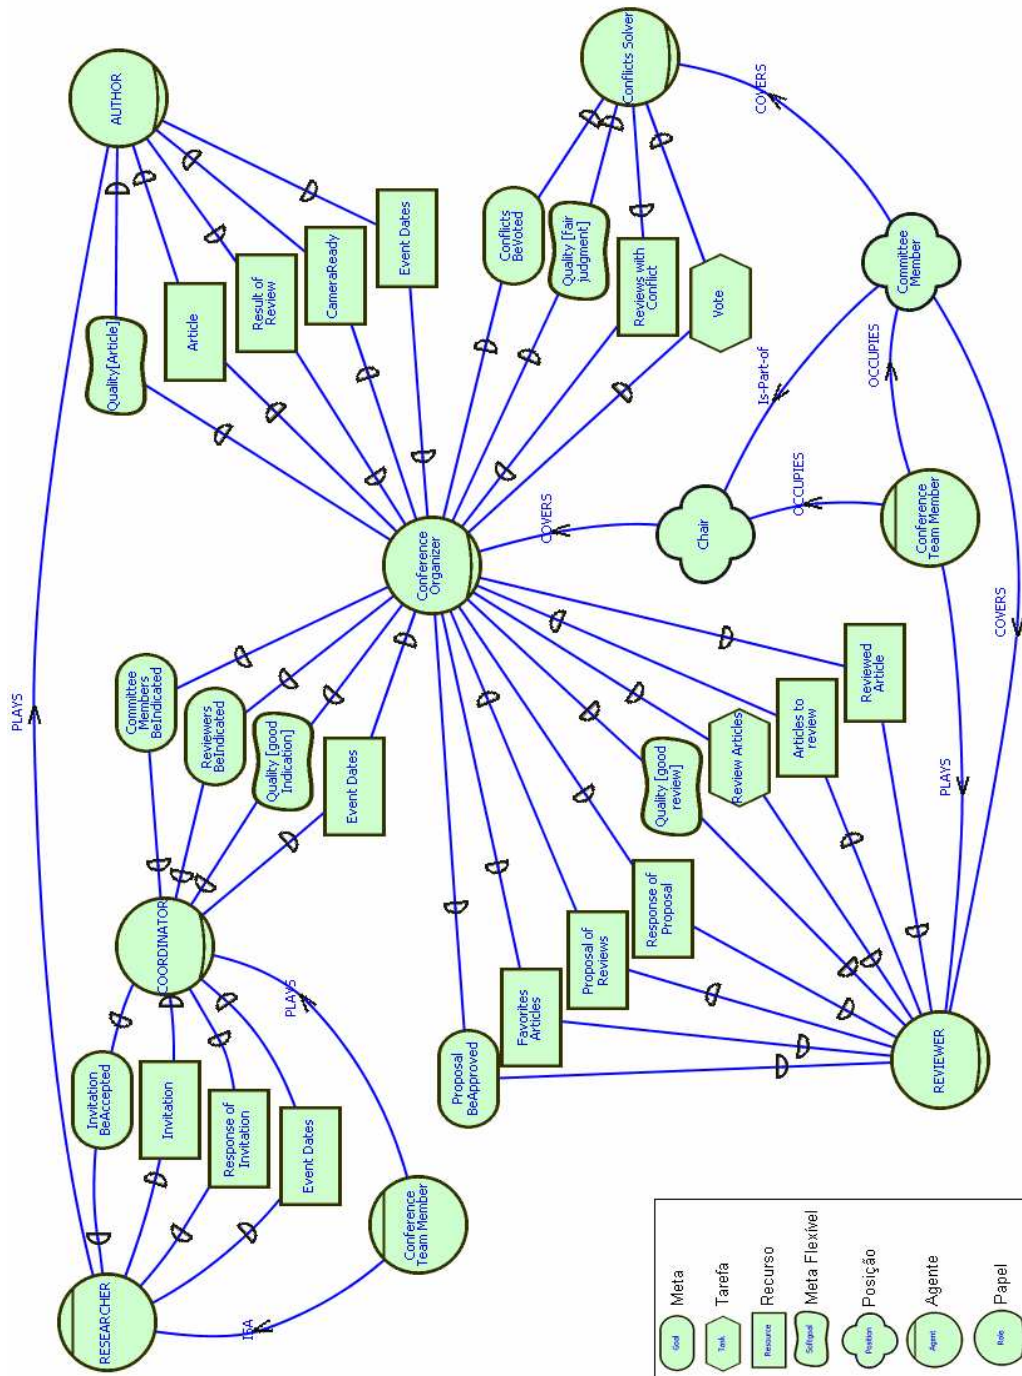 RESEARCHER
PLAYS
AUTHOR
ISA
Invitation
BeAccepted
Invitation
Response of
Invitation
Event Dates
COORDINATOR
PLAYS
Conference
Team Member
Committee
Members
BeIndicated
Reviewers
BeIndicated
Quality [good
Indication]
Event Dates
Quality[Article]
Article
Result of
Review
CameraReady
Event Dates
Conference
Organizer
Proposal
BeApproved
Favorites
Articles
Proposal of
Reviews
Response of
Proposal
Quality [good
review]
Review Articles
Articles to
review
Reviewed
Article
REVIEWER
Conflicts
BeVoted
Quality [fair
judgment]
Reviews with
Conflict
Vote
Conflicts Solver
COVERS
COVERS
Chair
Is-Part-of
OCCUPIES
OCCUPIES
Committee
Member
Conference
Team Member
PLAYS
COVERS
Goal
Meta
Task
Tarefa
Resource
Recurso
Softgoal
Meta Flexível
Position
Posição
Agent
Agente
Role
Papel